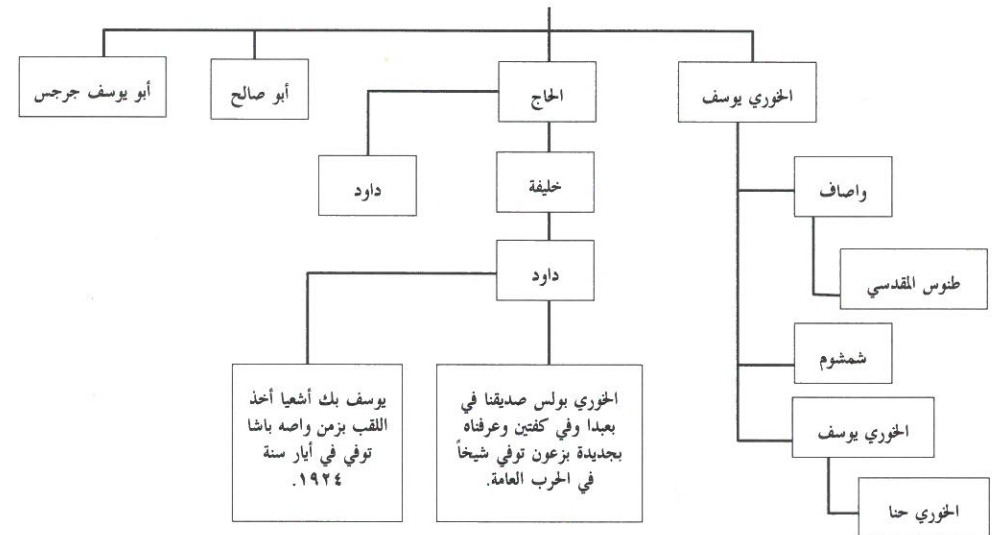 الخوري يوسف
الحاج
أبو صالح
أبو يوسف جرجس
داود
خليفة
واصاف
داود
طنوس المقدسي
شمشوم
الخوري يوسف
الخوري حنا
الخوري بولس صديقنا في
بعبدا وفي كفتين وعرفناه
بجديدة بزعون توفي شيخاً
في الحرب العامة.
يوسف بك أشعيا أخذ
اللقب بزمن واصه باشا
توفي في أيار سنة
١٩٢٤.